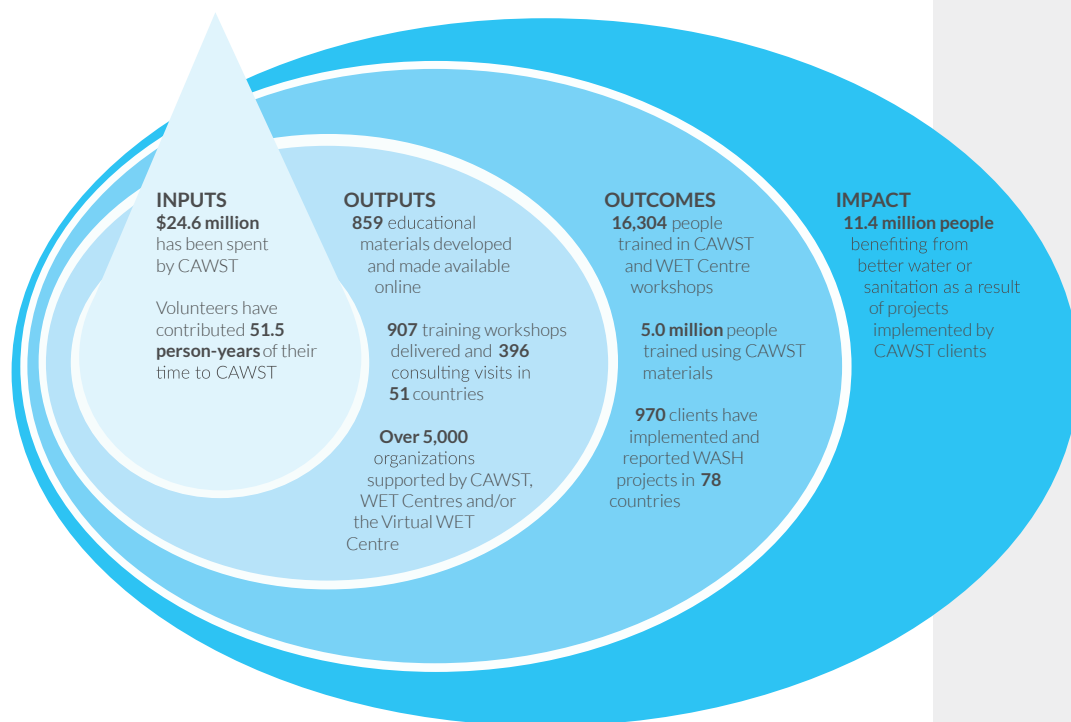 INPUTS
$24.6 million
has been spent
by CAWST
Volunteers have
contributed 51.5
person-years of their
time to CAWST
OUTPUTS
859 educational
materials developed
and made available
online
907 training workshops
delivered and 396
consulting visits in
51 countries
Over 5,000
organizations
supported by CAWST,
WET Centres and/or
the Virtual WET
Centre
OUTCOMES
16,304 people
trained in CAWST
and WET Centre
workshops
5.0 million people
trained using CAWST
materials
970 clients have
implemented and
reported WASH
projects in 78
countries
IMPACT
11.4 million people
benefiting from
better water or
sanitation as a result
of projects
implemented by
CAWST clients